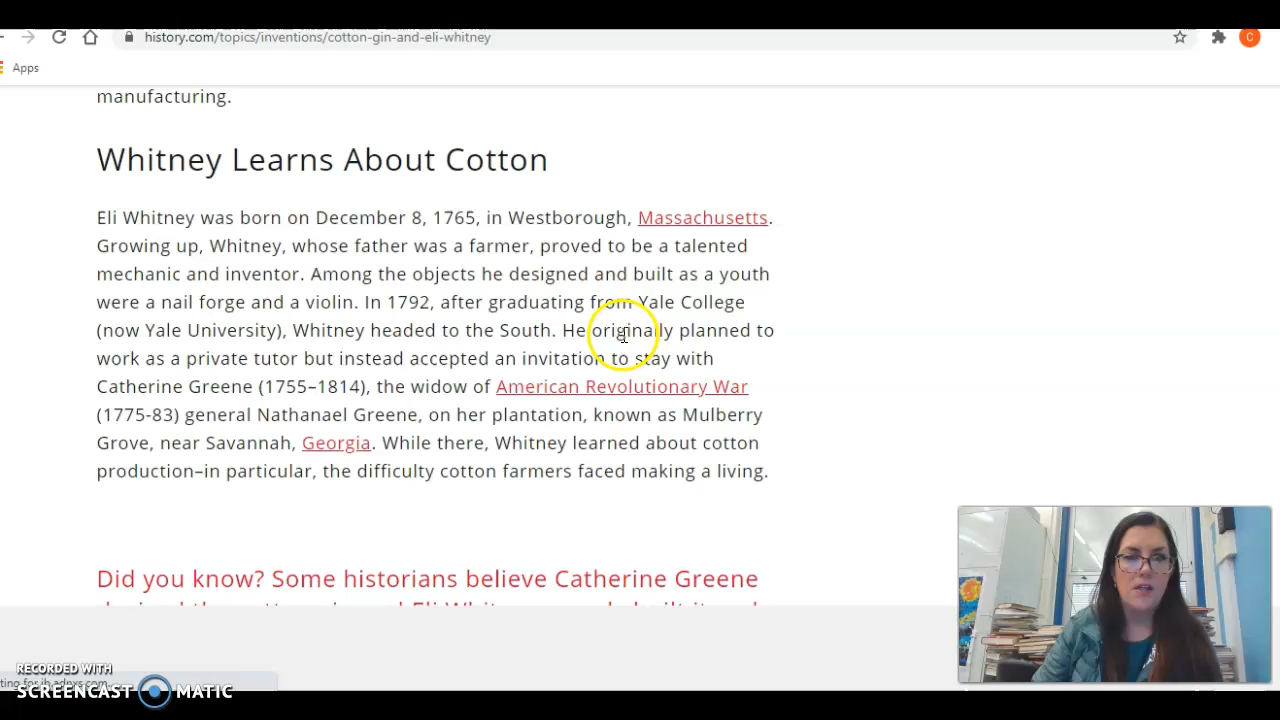 history.com/topics/inventions/cotton-gin-and-eli-whitney
C
Apps
manufacturing.
Whitney Learns About Cotton
Eli Whitney was born on December 8, 1765, in Westborough, Massachusetts.
Growing up, Whitney, whose father was a farmer, proved to be a talented
mechanic and inventor. Among the objects he designed and built as a youth
were a nail forge and a violin. In 1792, after graduating from Yale College
(now Yale University), Whitney headed to the South. He originally planned to
work as a private tutor but instead accepted an invitation to stay with
Catherine Greene (1755–1814), the widow of American Revolutionary War
(1775-83) general Nathanael Greene, on her plantation, known as Mulberry
Grove, near Savannah, Georgia. While there, Whitney learned about cotton
production–in particular, the difficulty cotton farmers faced making a living.
Did you know? Some historians believe Catherine Greene
RECORDED WITH
SCREENCAST MATIC